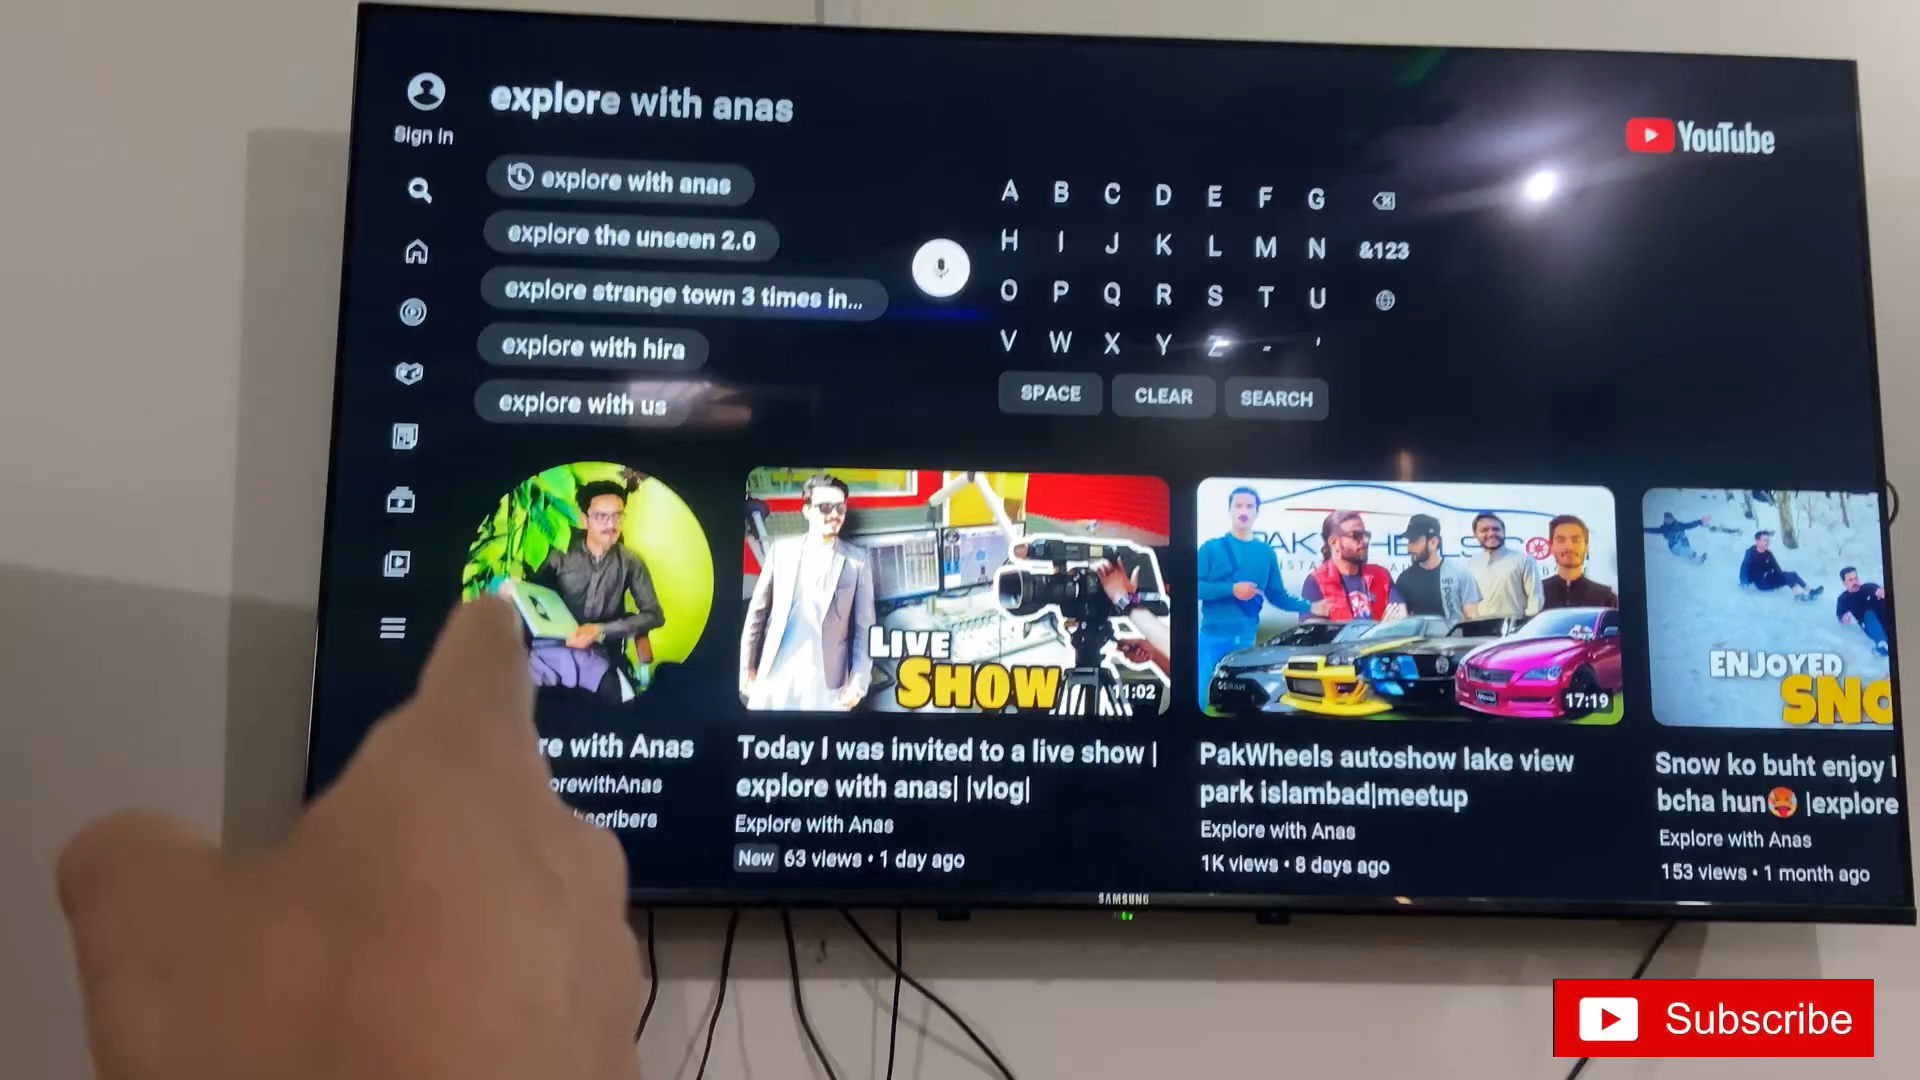 Sign in
explore with anas
YouTube
explore with anas
explore the unseen 2.0
explore strange town 3 times in...
explore with hira
explore with us
A B C D E F G
H I J K L M N &123
O P Q R S T U
V W X Y Z - '
SPACE CLEAR SEARCH
LIVE
SHOW
11:02
17:19
ENJOYED
SNO
re with Anas
orewithAnas
scribers
Today I was invited to a live show |
explore with anas| |vlog|
Explore with Anas
New 63 views • 1 day ago
PakWheels autoshow lake view
park islambad|meetup
Explore with Anas
1K views • 8 days ago
Snow ko buht enjoy
bcha hun😡 |explore
Explore with Anas
153 views • 1 month ago
SAMSUNG
Subscribe